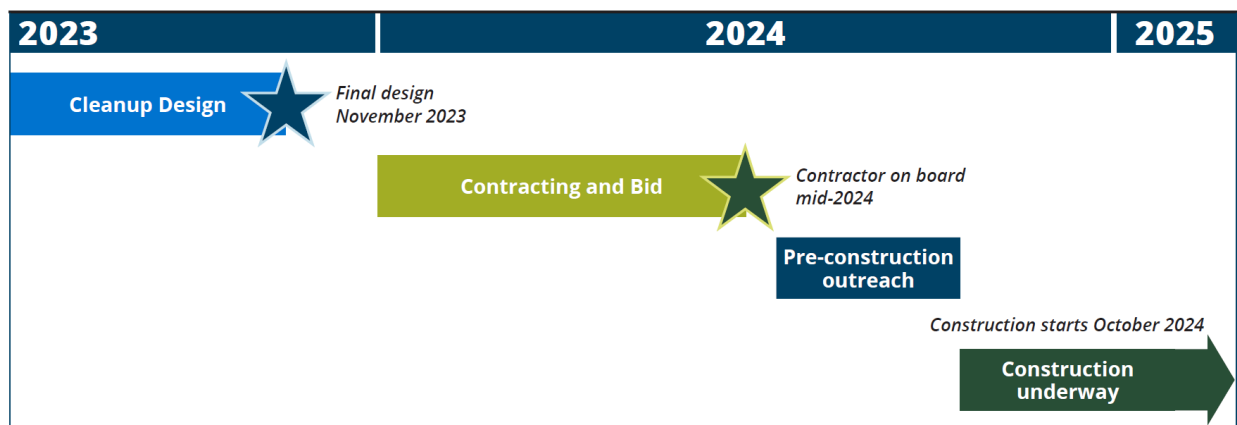 2023
2024
2025
Cleanup Design
Final design
November 2023
Contracting and Bid
Contractor on board
mid-2024
Pre-construction
outreach
Construction starts October 2024
Construction
underway